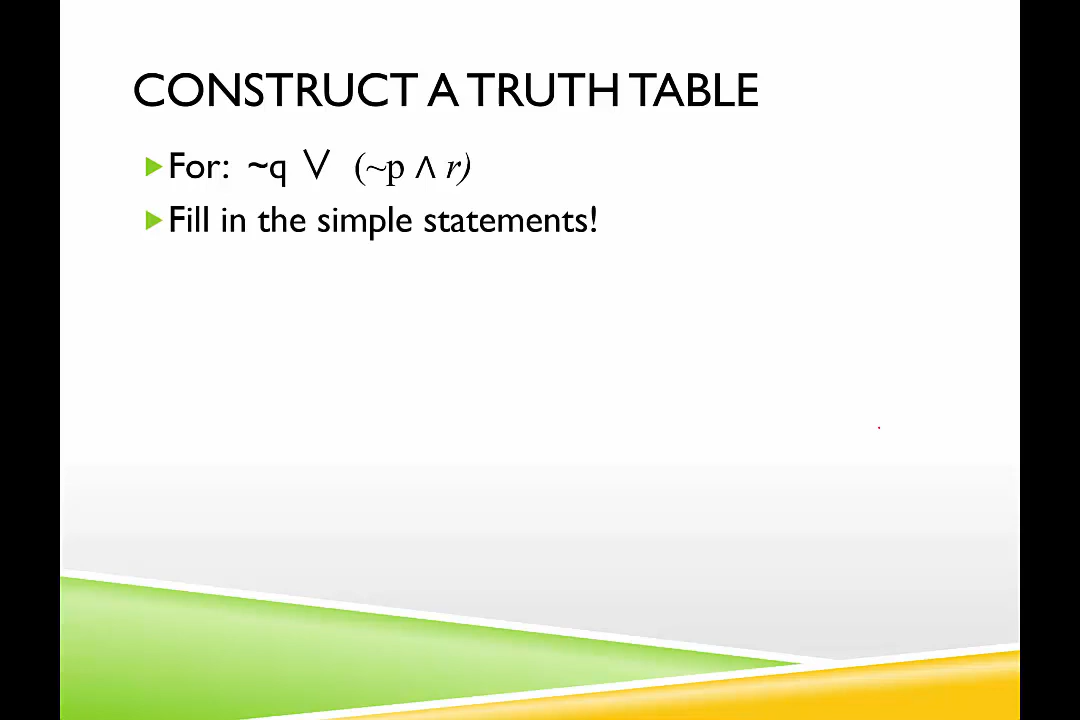 CONSTRUCT A TRUTH TABLE
For: ~q ∨ (~p ∧ r)
Fill in the simple statements!